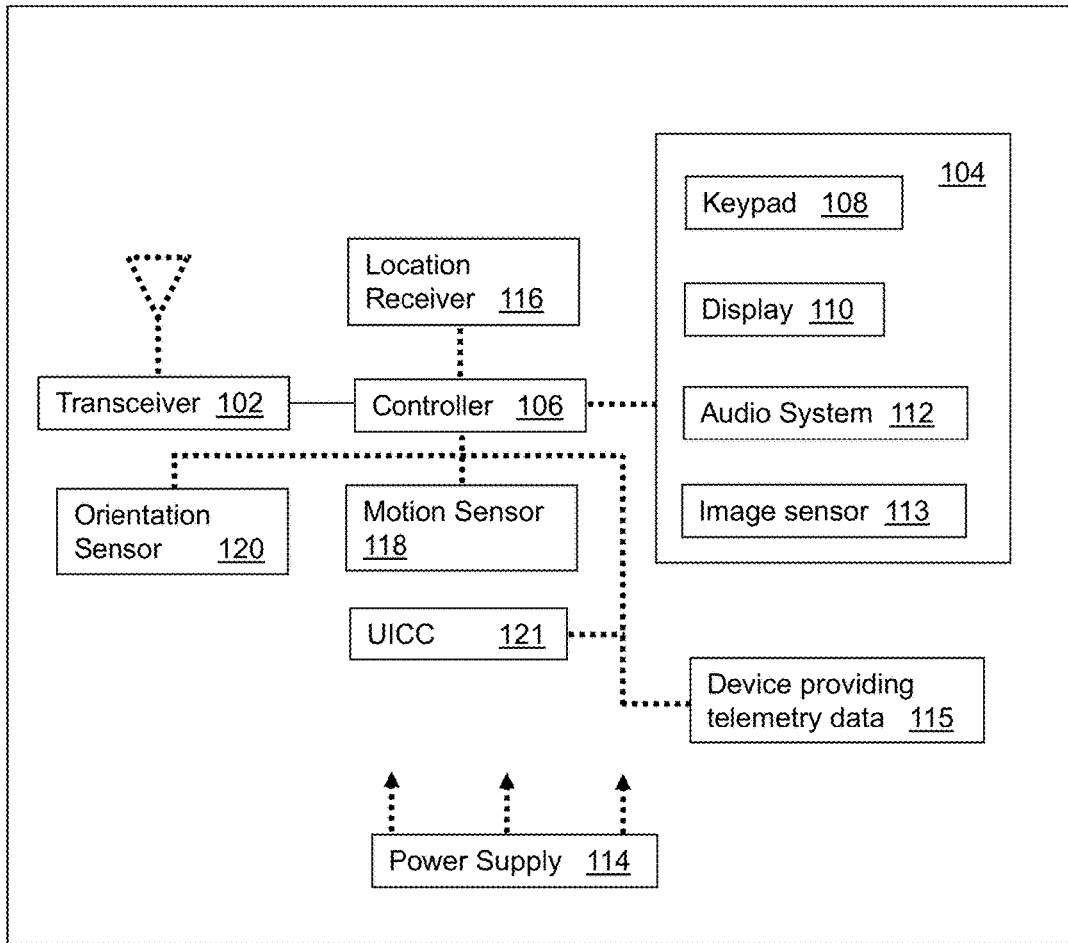 104
Keypad 108
Location
Receiver 116
Display 110
Transceiver 102
Controller 106
Audio System 112
Orientation
Sensor 120
Motion Sensor
118
Image sensor 113
UICC 121
Device providing
telemetry data 115
Power Supply 114